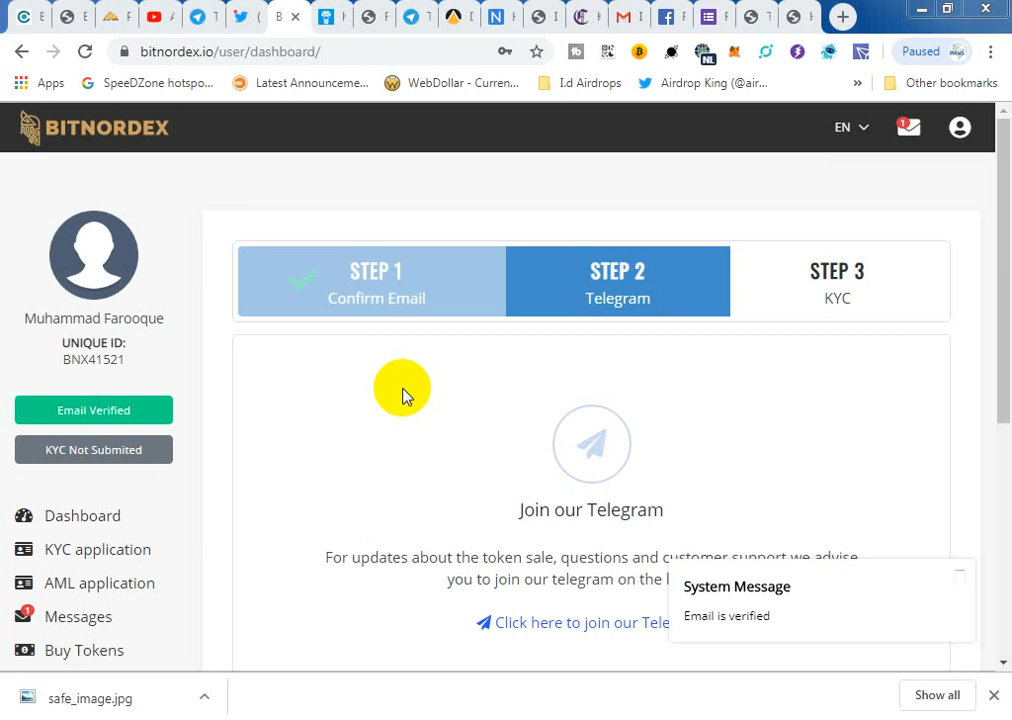 bitnordex.io/user/dashboard/
Paused
Apps
SpeeDZone hotspo...
Latest Announceme...
WebDollar - Curren...
I.d Airdrops
Airdrop King (@air...
»
Other bookmarks
BITNORDEX
EN
1
Muhammad Farooque
UNIQUE ID:
BNX41521
Email Verified
KYC Not Submited
Dashboard
KYC application
AML application
Messages
1
Buy Tokens
STEP 1
Confirm Email
STEP 2
Telegram
STEP 3
KYC
Join our Telegram
For updates about the token sale, questions and customer support we advise
you to join our telegram on the
Click here to join our Tele
System Message
Email is verified
safe_image.jpg
Show all